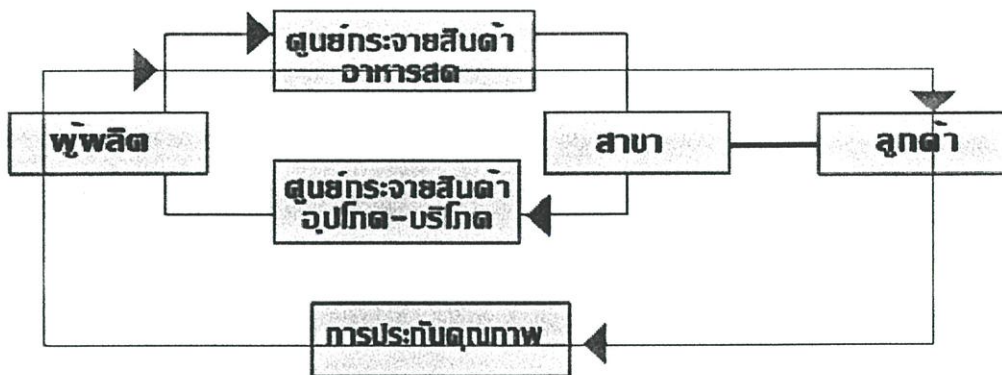 ศูนย์กระจายสินค้า
อาหารสด
ผู้ผลิต
สาขา
ลูกค้า
ศูนย์กระจายสินค้า
อุปโภค-บริโภค
การประกันคุณภาพ